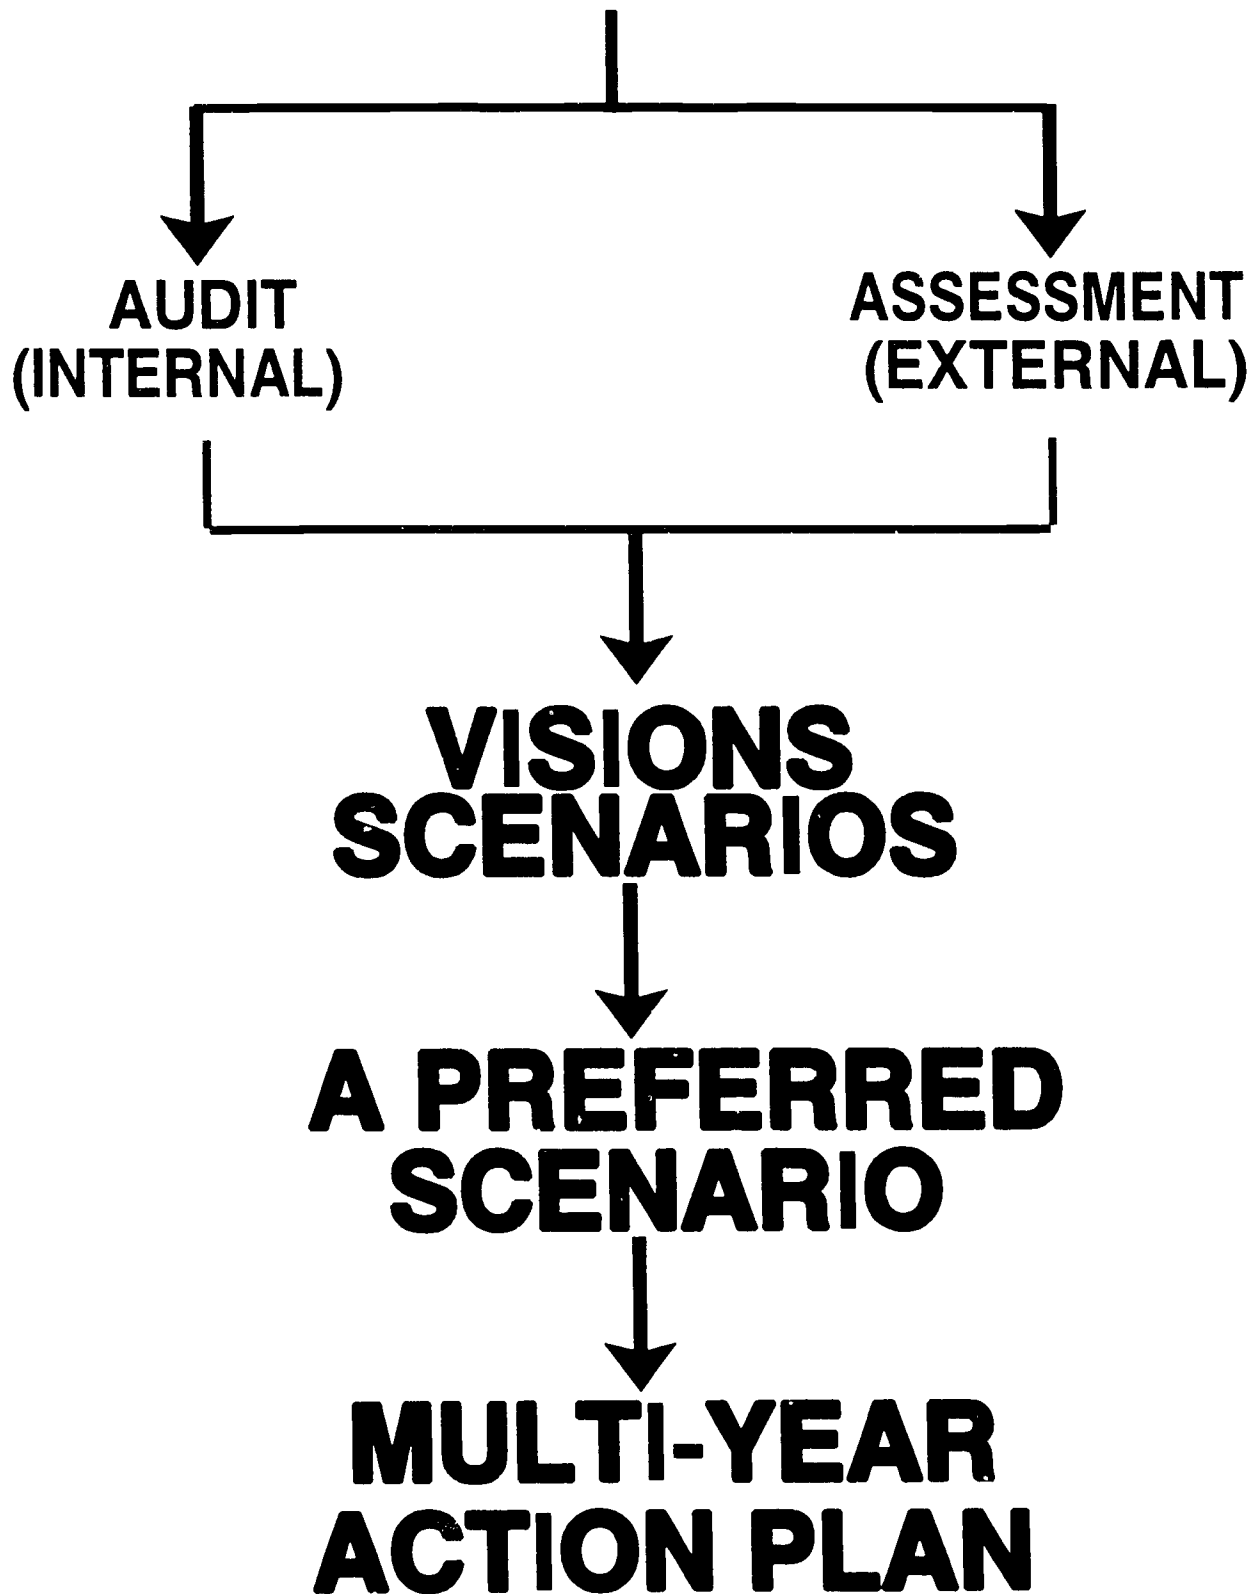 AUDIT
(INTERNAL)
ASSESSMENT
(EXTERNAL)
VISIONS
SCENARIOS
A PREFERRED
SCENARIO
MULTI-YEAR
ACTION PLAN